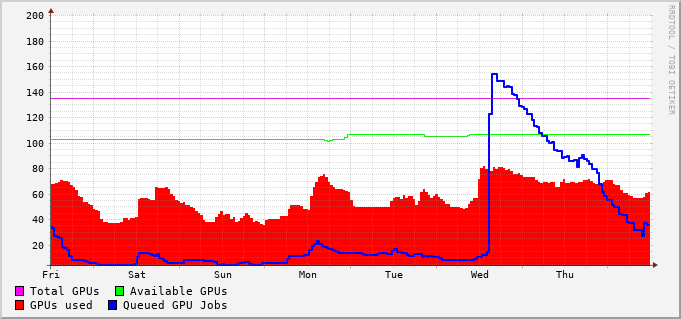 200
180
160
140
120
100
80
60
40
20
Fri Sat Sun Mon Tue Wed Thu
Total GPUs Available GPUs
GPUs used Queued GPU Jobs
RRDTOOL / TOBI OETIKER